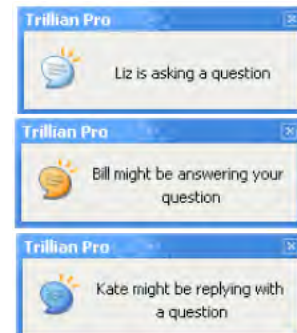 Trillian Pro
Liz is asking a question
Trillian Pro
Bill might be answering your
question
Trillian Pro
Kate might be replying with
a question